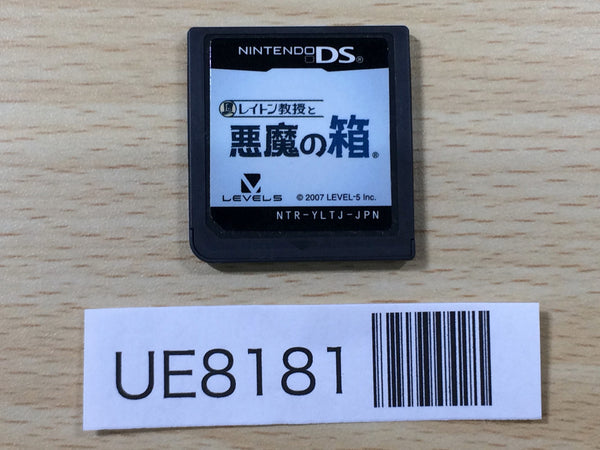 NINTENDO DS®
レイトン教授と
悪魔の箱®
LEVEL5
© 2007 LEVEL-5 Inc.
NTR-YLTJ-JPN
UE8181